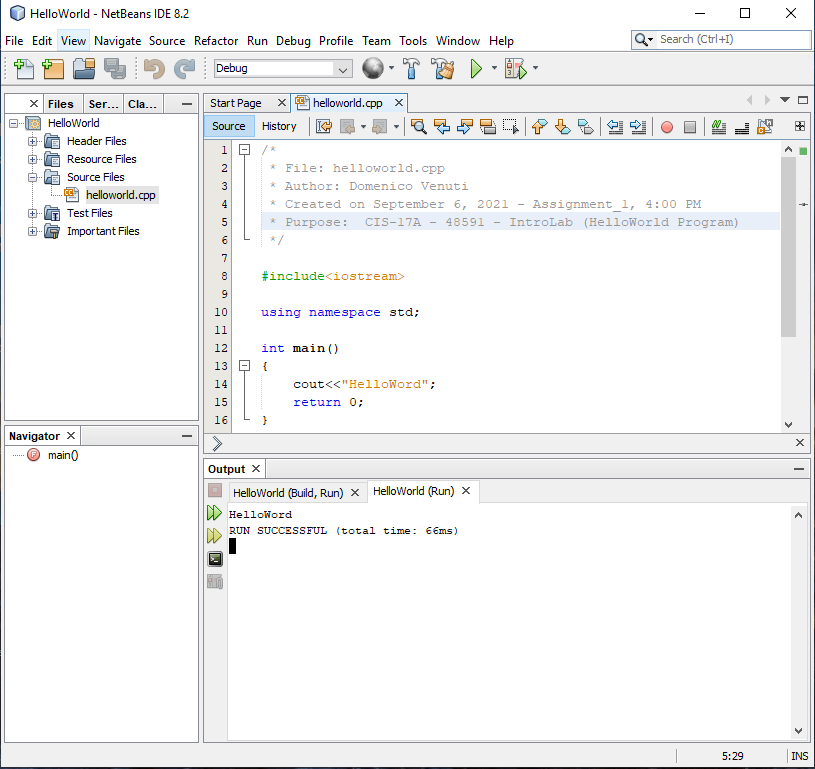 HelloWorld - NetBeans IDE 8.2
File Edit View Navigate Source Refactor Run Debug Profile Team Tools Window Help
Search (Ctrl+I)
Debug
Files Ser... Cla...
HelloWorld
Header Files
Resource Files
Source Files
helloworld.cpp
Test Files
Important Files
Navigator
main()
Start Page helloworld.cpp
Source History
1 /*
2 * File: helloworld.cpp
3 * Author: Domenico Venuti
4 * Created on September 6, 2021 - Assignment_1, 4:00 PM
5 * Purpose:  CIS-17A - 48591 - IntroLab (HelloWorld Program)
6 */
7
8 #include<iostream>
9
10 using namespace std;
11
12 int main()
13 {
14 cout<<"HelloWord";
15 return 0;
16 }
Output
HelloWorld (Build, Run) HelloWorld (Run)
HelloWord
RUN SUCCESSFUL (total time: 66ms)
5:29 INS